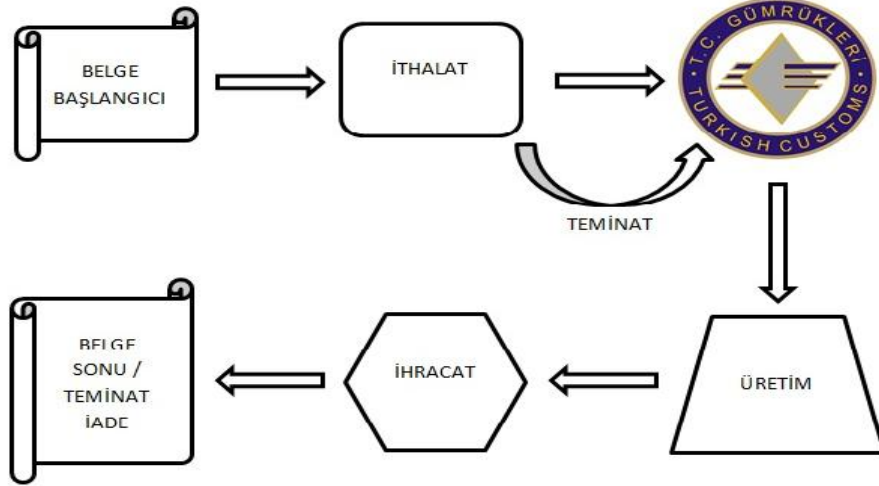 BELGE
BAŞLANGICI
İTHALAT
T.C. GÜMRÜKLERİ
TURKISH CUSTOMS
TEMİNAT
ÜRETİM
İHRACAT
BELGE
SONU /
TEMİNAT
İADE